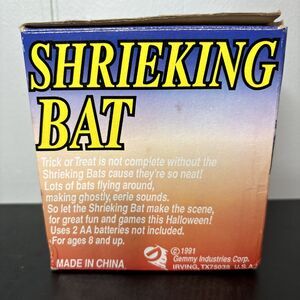 SHRIEKING
BAT
Trick or Treat is not complete without the
Shrieking Bats cause they're so neat!
Lots of bats flying around,
making ghostly, eerie sounds.
So let the Shrieking Bat make the scene,
for great fun and games this Halloween!
Uses 2 AA batteries not included.
For ages 8 and up.
©1991
Gemmy Industries Corp.
MADE IN CHINA
IRVING, TX75038 U.S.A.